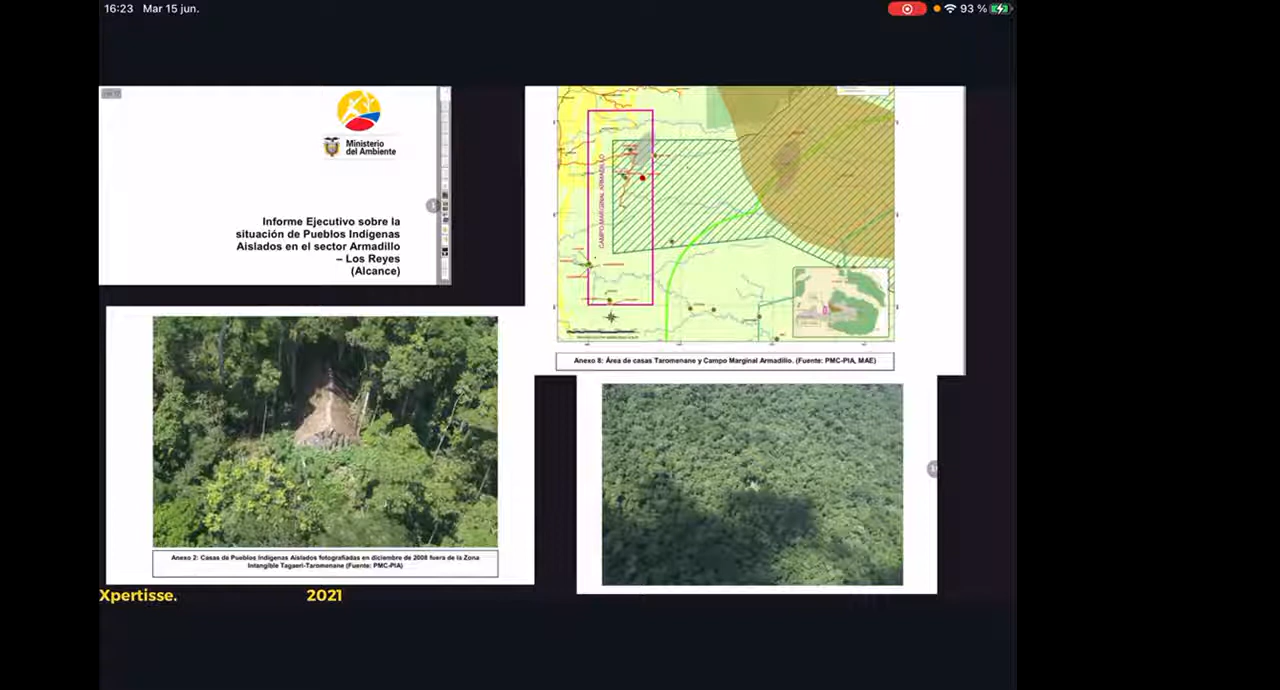 16:23 Mar 15 jun.
93 %
Ministerio
del Ambiente
Informe Ejecutivo sobre la
situación de Pueblos Indígenas
Aislados en el sector Armadillo
– Los Reyes
(Alcance)
CAMPO MARGINAL ARMADILLO
Anexo 8: Área de casas Taromenane y Campo Marginal Armadillo. (Fuente: PMC-PIA, MAE)
Anexo 2: Casas de Pueblos Indígenas Aislados fotografiadas en diciembre de 2008 fuera de la Zona
Intangible Tagaeri-Taromenane (Fuente: PMC-PIA)
Xpertisse. 2021